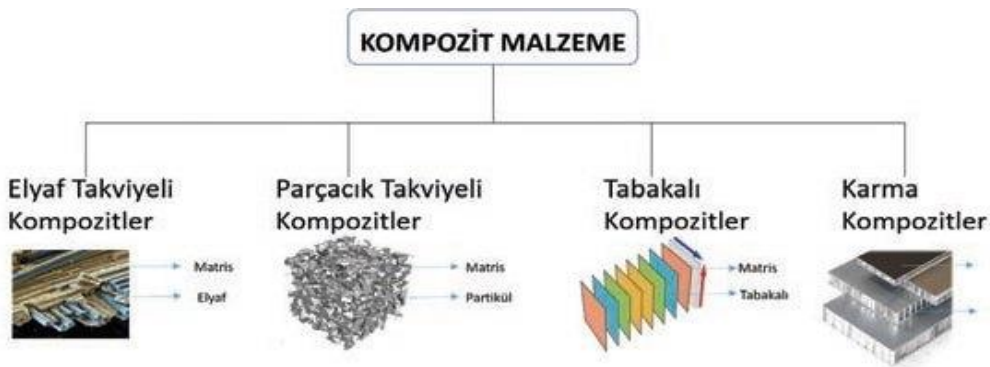 KOMPOZİT MALZEME
Elyaf Takviyeli
Kompozitler
Parçacık Takviyeli
Kompozitler
Tabakalı
Kompozitler
Karma
Kompozitler
Matris
Elyaf
Matris
Partikül
Matris
Tabakalı